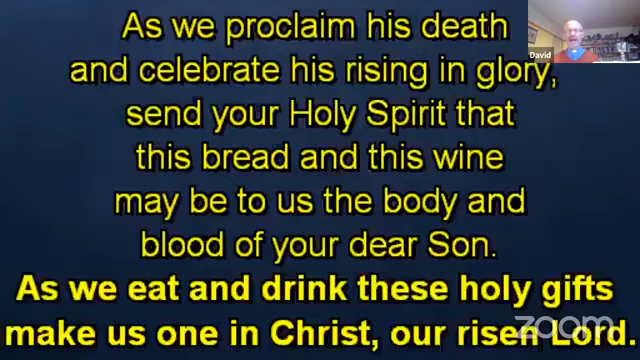 As we proclaim his death
and celebrate his rising in glory,
send your Holy Spirit that
this bread and this wine
may be to us the body and
blood of your dear Son.
As we eat and drink these holy gifts
make us one in Christ, our risen Lord.
David
zoom